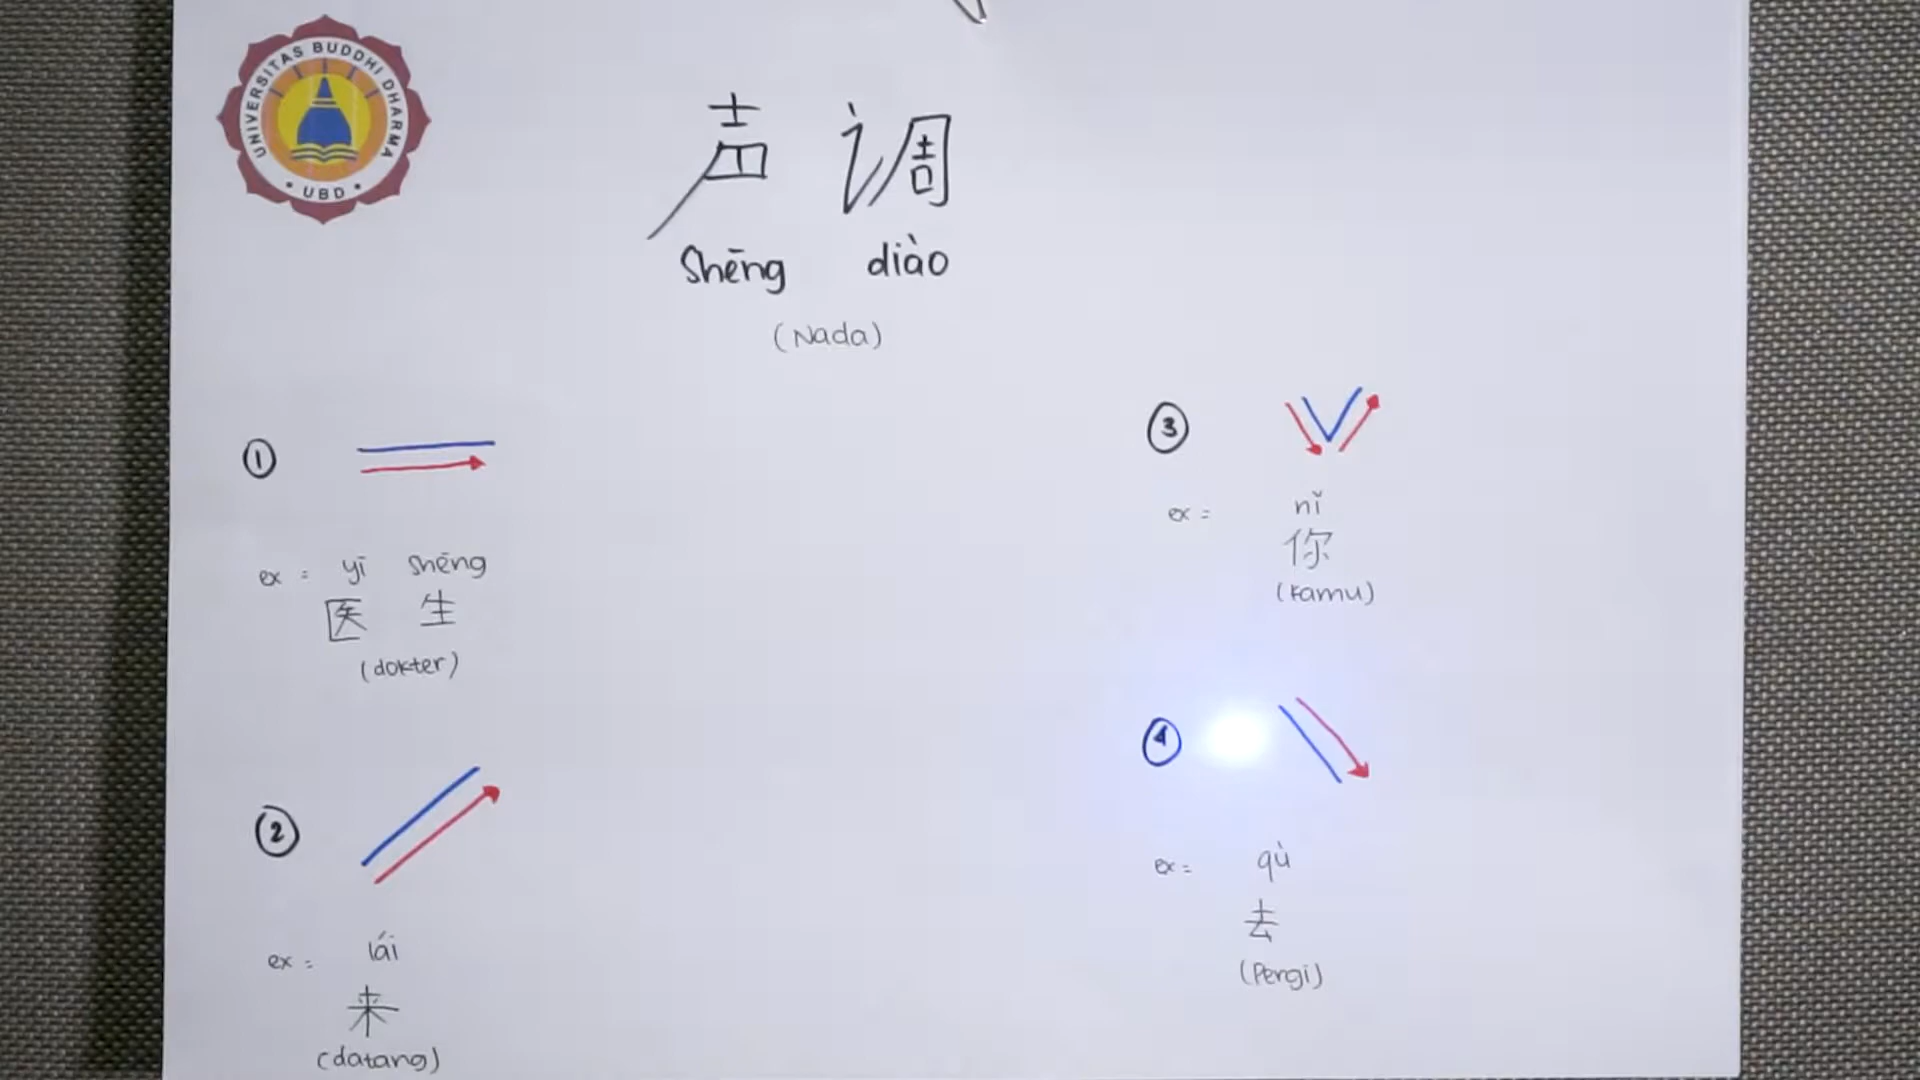 UNIVERSITAS BUDDHI DHARMA
• UBD •
声 调
Shēng diào
(Nada)
1
ex = yī shēng
医 生
(dokter)
2
ex = lái
来
(datang)
3
ex = nǐ
你
(kamu)
4
ex = qù
去
(Pergi)